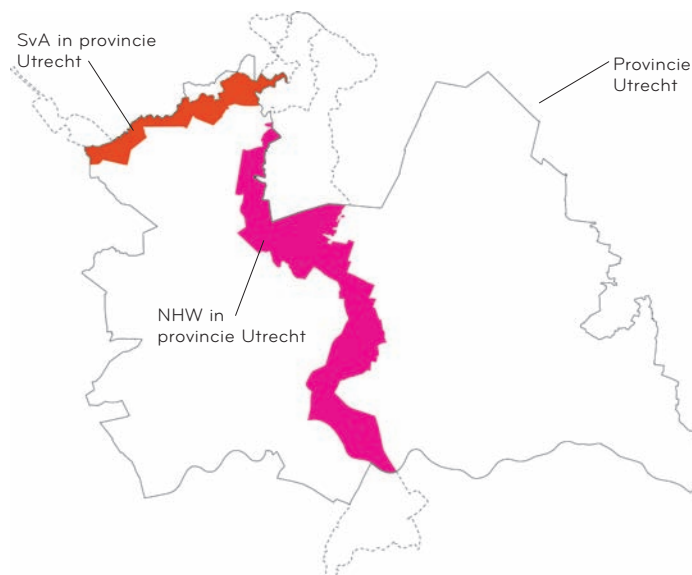 SvA in provincie
Utrecht
Provincie
Utrecht
NHW in
provincie Utrecht